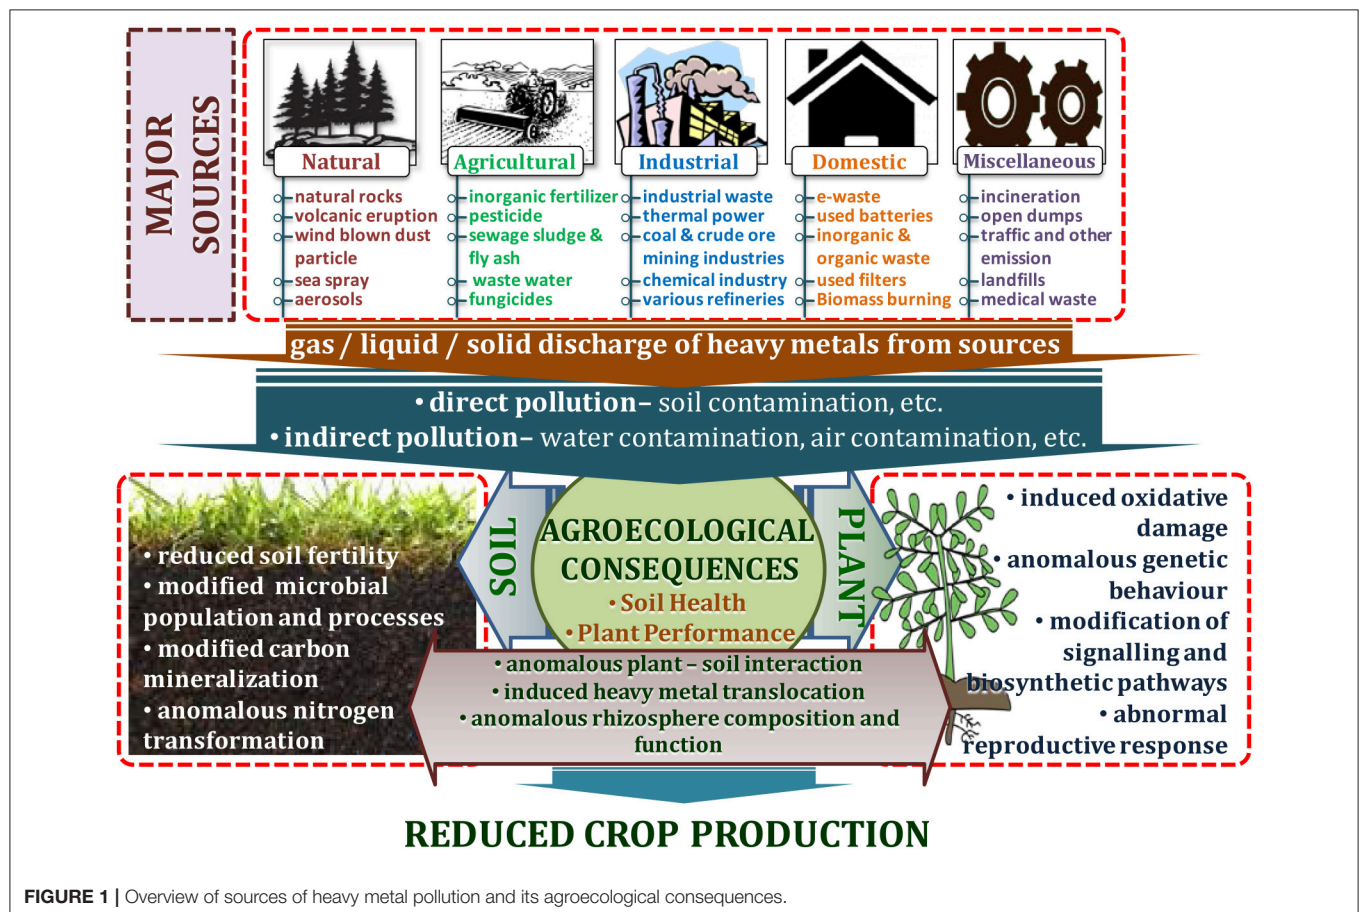 MAJOR
SOURCES
Natural
natural rocks
volcanic eruption
wind blown dust
particle
sea spray
aerosols
Agricultural
inorganic fertilizer
pesticide
sewage sludge &
fly ash
waste water
fungicides
Industrial
industrial waste
thermal power
coal & crude ore
mining industries
chemical industry
various refineries
Domestic
e-waste
used batteries
inorganic &
organic waste
used filters
Biomass burning
Miscellaneous
incineration
open dumps
traffic and other
emission
landfills
medical waste
gas / liquid / solid discharge of heavy metals from sources
• direct pollution– soil contamination, etc.
• indirect pollution– water contamination, air contamination, etc.
• reduced soil fertility
• modified microbial
population and processes
• modified carbon
mineralization
• anomalous nitrogen
transformation
SOIL
AGROECOLOGICAL
CONSEQUENCES
• Soil Health
• Plant Performance
PLANT
• induced oxidative
damage
• anomalous genetic
behaviour
• modification of
signalling and
biosynthetic pathways
• abnormal
reproductive response
• anomalous plant – soil interaction
• induced heavy metal translocation
• anomalous rhizosphere composition and
function
REDUCED CROP PRODUCTION
FIGURE 1 | Overview of sources of heavy metal pollution and its agroecological consequences.